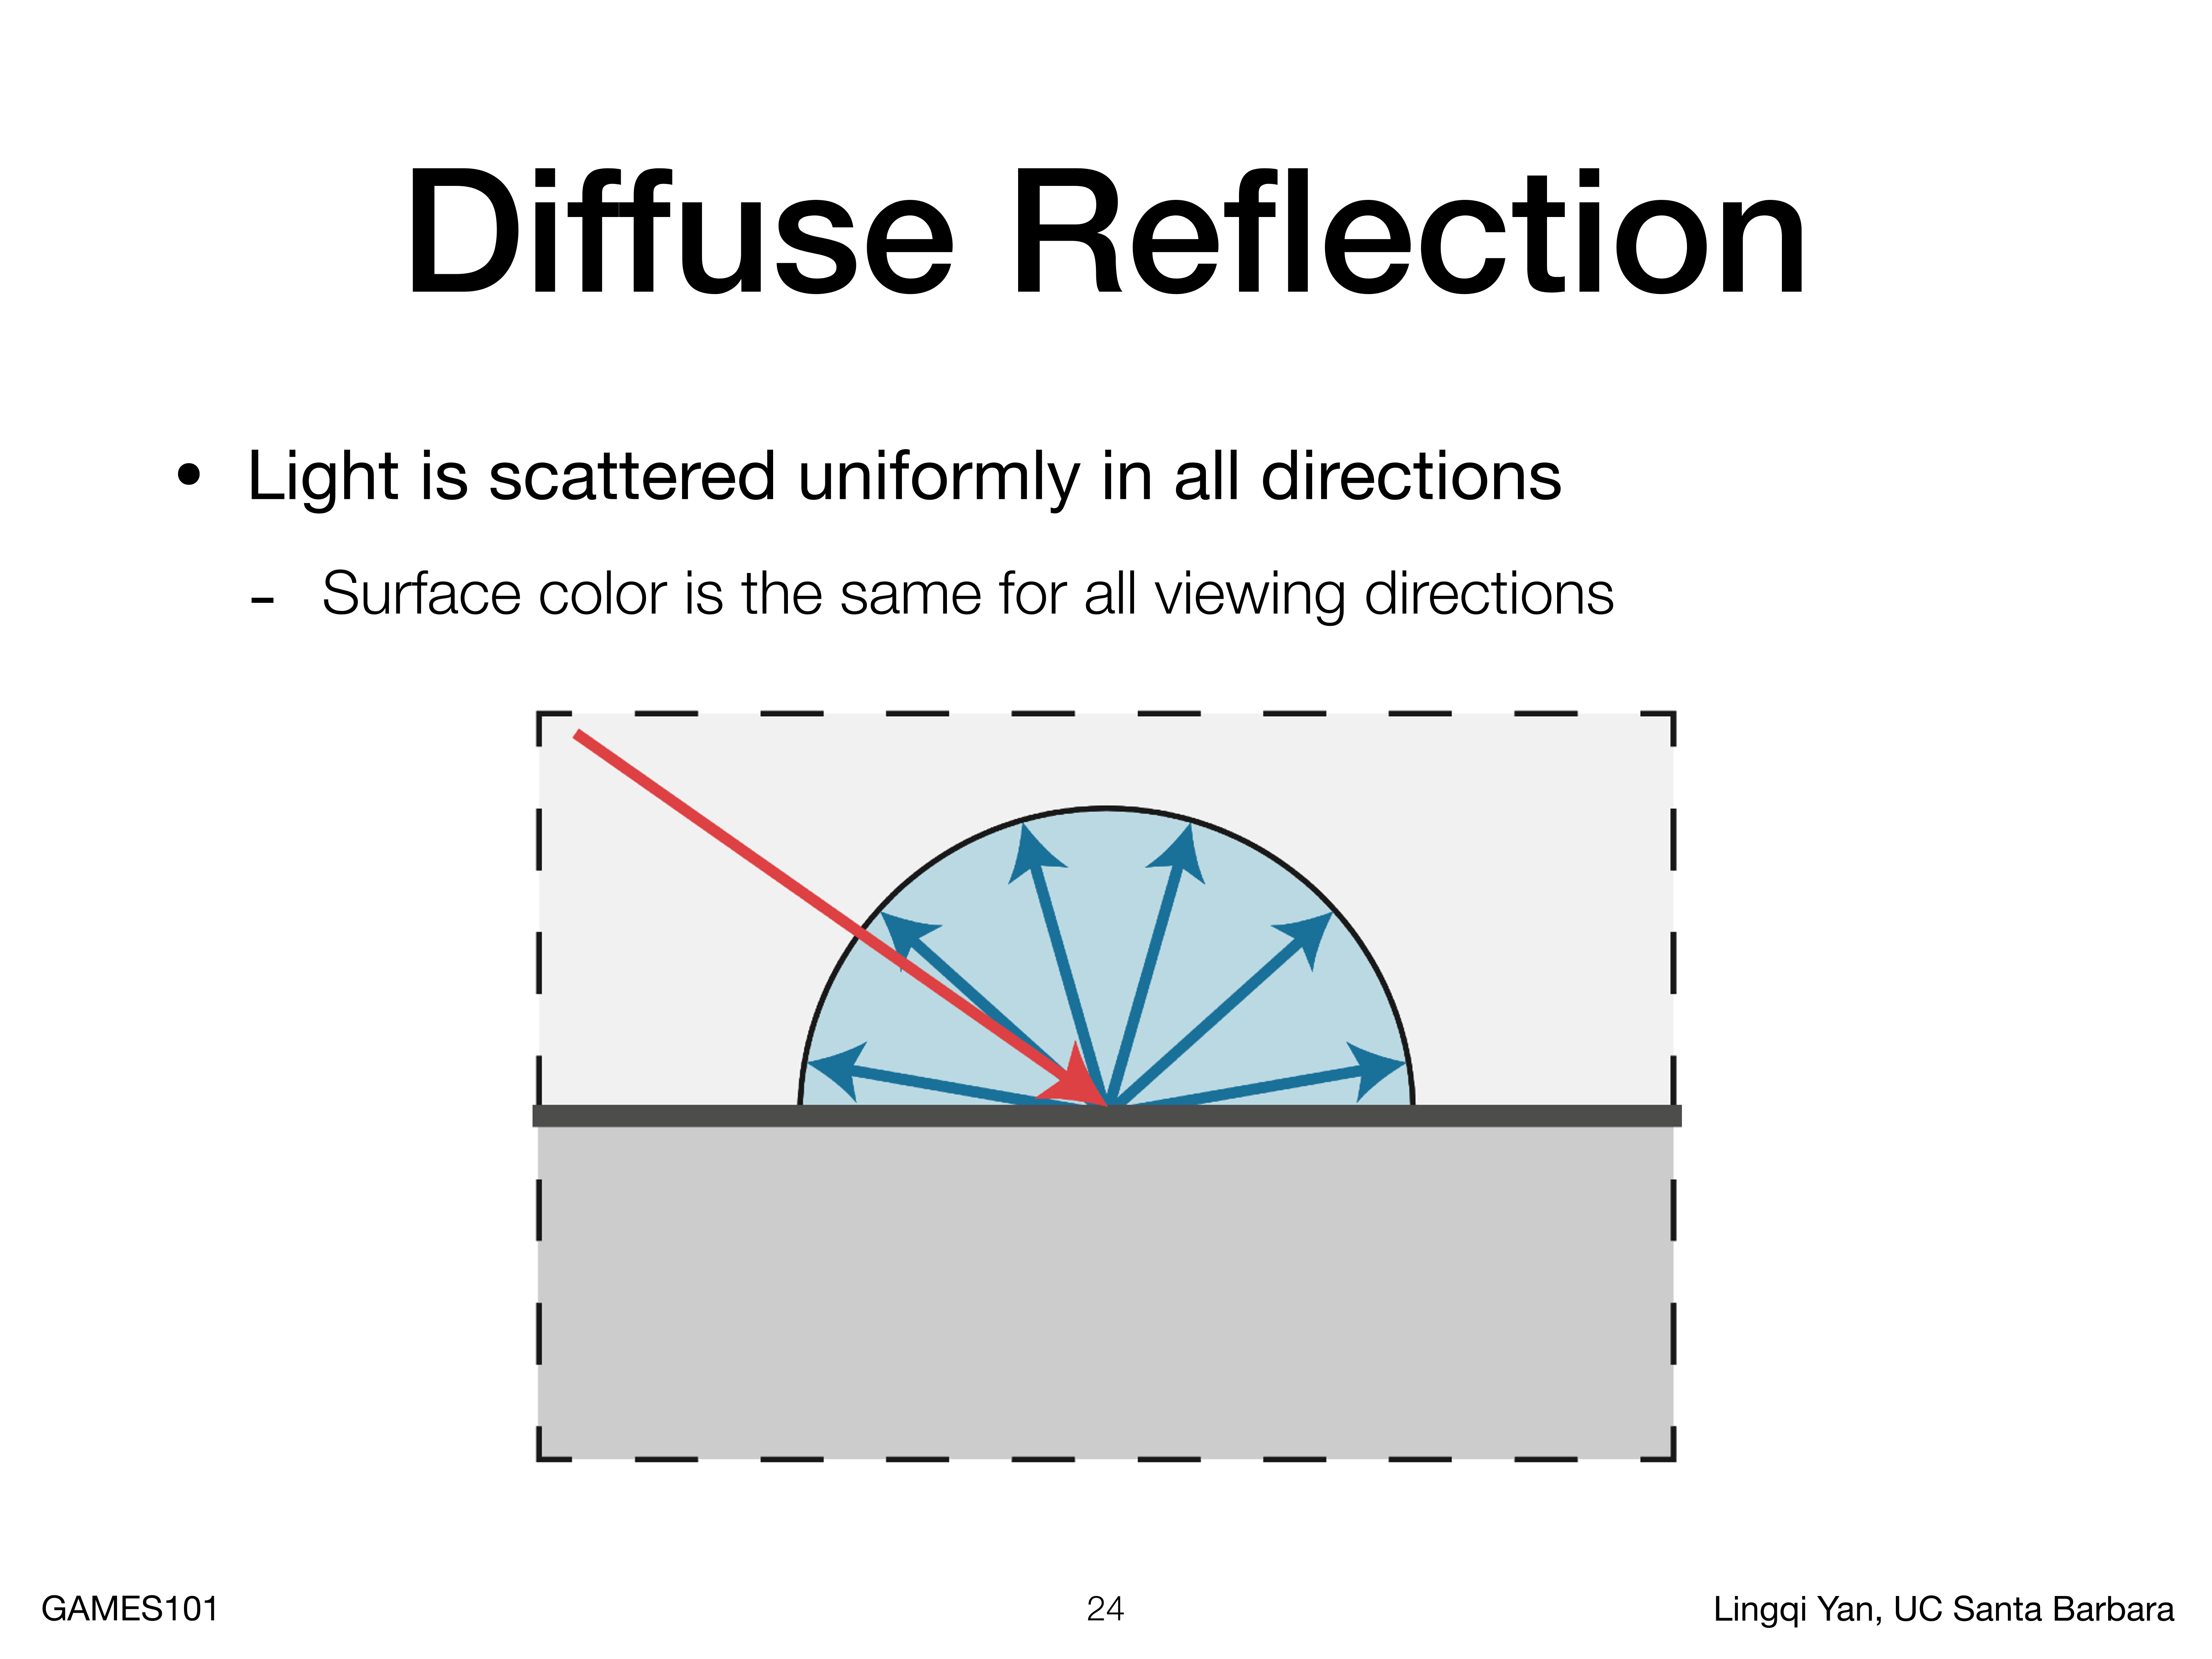 Diffuse Reflection
• Light is scattered uniformly in all directions
- Surface color is the same for all viewing directions
GAMES101
24
Lingqi Yan, UC Santa Barbara